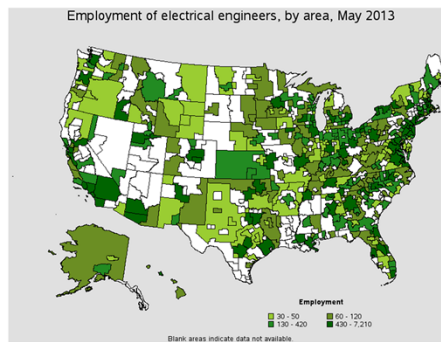 Employment of electrical engineers, by area, May 2013
Employment
30 - 50
60 - 120
130 - 420
430 - 7,210
Blank areas indicate data not available.